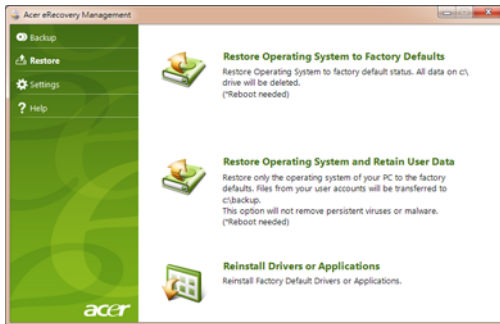 Acer eRecovery Management
Backup
Restore
Settings
? Help
Restore Operating System to Factory Defaults
Restore Operating System to factory default status. All data on c:\
drive will be deleted.
(*Reboot needed)
Restore Operating System and Retain User Data
Restore only the operating system of your PC to the factory
defaults. Files from your user accounts will be transferred to
c:\backup.
This option will not remove persistent viruses or malware.
(*Reboot needed)
Reinstall Drivers or Applications
Reinstall Factory Default Drivers or Applications.
acer